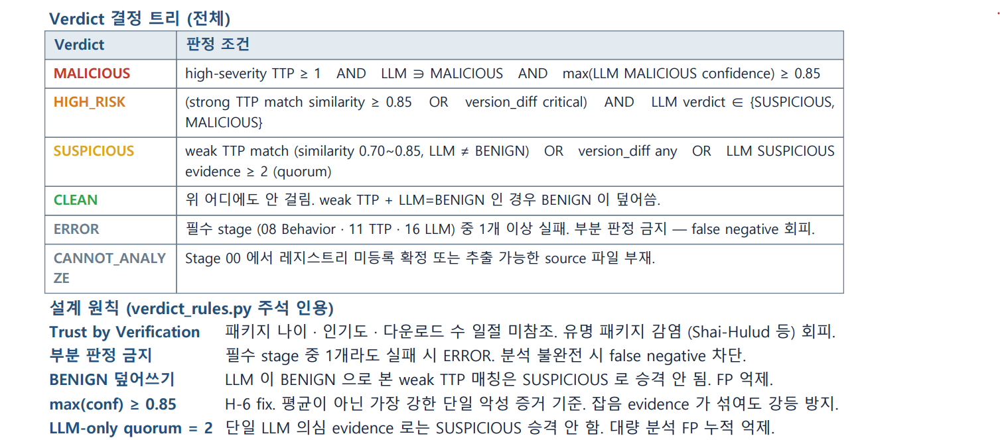 Verdict 결정 트리 (전체)
Verdict 판정 조건
MALICIOUS high-severity TTP ≥ 1 AND LLM ∋ MALICIOUS AND max(LLM MALICIOUS confidence) ≥ 0.85
HIGH_RISK (strong TTP match similarity ≥ 0.85 OR version_diff critical) AND LLM verdict ∈ {SUSPICIOUS,
MALICIOUS}
SUSPICIOUS weak TTP match (similarity 0.70~0.85, LLM ≠ BENIGN) OR version_diff any OR LLM SUSPICIOUS
evidence ≥ 2 (quorum)
CLEAN 위 어디에도 안 걸림. weak TTP + LLM=BENIGN 인 경우 BENIGN 이 덮어씀.
ERROR 필수 stage (08 Behavior · 11 TTP · 16 LLM) 중 1개 이상 실패. 부분 판정 금지 — false negative 회피.
CANNOT_ANALY Stage 00 에서 레지스트리 미등록 확정 또는 추출 가능한 source 파일 부재.
ZE
설계 원칙 (verdict_rules.py 주석 인용)
Trust by Verification 패키지 나이 · 인기도 · 다운로드 수 일절 미참조. 유명 패키지 감염 (Shai-Hulud 등) 회피.
부분 판정 금지 필수 stage 중 1개라도 실패 시 ERROR. 분석 불완전 시 false negative 차단.
BENIGN 덮어쓰기 LLM 이 BENIGN 으로 본 weak TTP 매칭은 SUSPICIOUS 로 승격 안 됨. FP 억제.
max(conf) ≥ 0.85 H-6 fix. 평균이 아닌 가장 강한 단일 악성 증거 기준. 잡음 evidence 가 섞여도 강등 방지.
LLM-only quorum = 2 단일 LLM 의심 evidence 로는 SUSPICIOUS 승격 안 함. 대량 분석 FP 누적 억제.